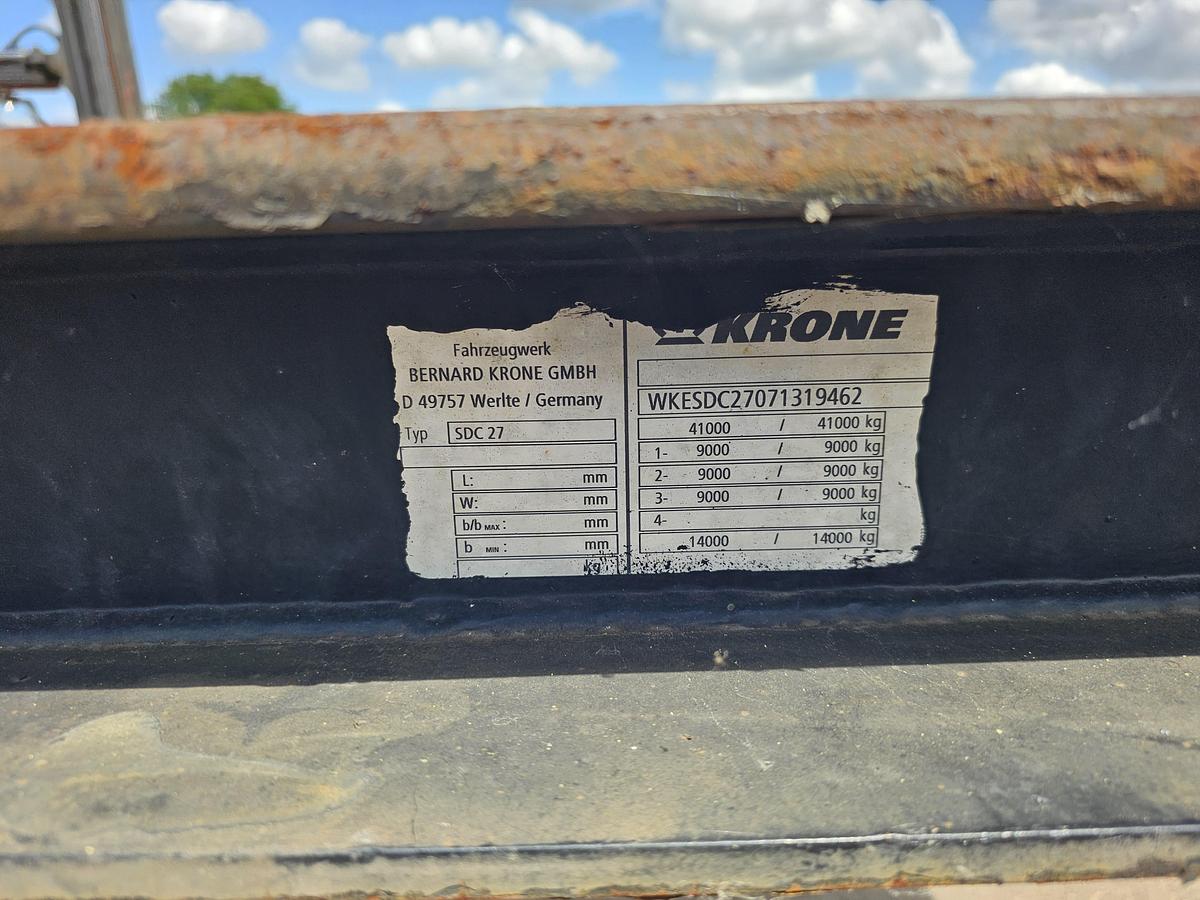 Fahrzeugwerk
BERNARD KRONE GMBH
D 49757 Werlte / Germany
Typ SDC 27
L: mm
W: mm
b/b MAX : mm
b MIN : mm
kg
KRONE
WKESDC27071319462
41000 / 41000 kg
1- 9000 / 9000 kg
2- 9000 / 9000 kg
3- 9000 / 9000 kg
4- kg
14000 / 14000 kg